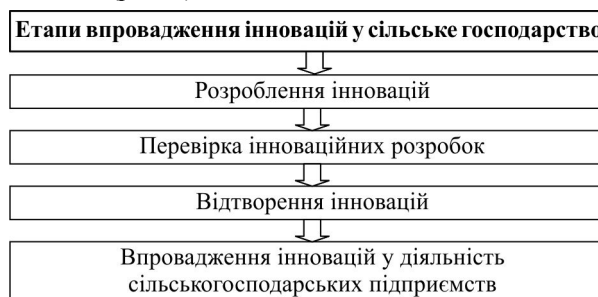 Етапи впровадження інновацій у сільське господарство
Розроблення інновацій
Перевірка інноваційних розробок
Відтворення інновацій
Впровадження інновацій у діяльність
сільськогосподарських підприємств